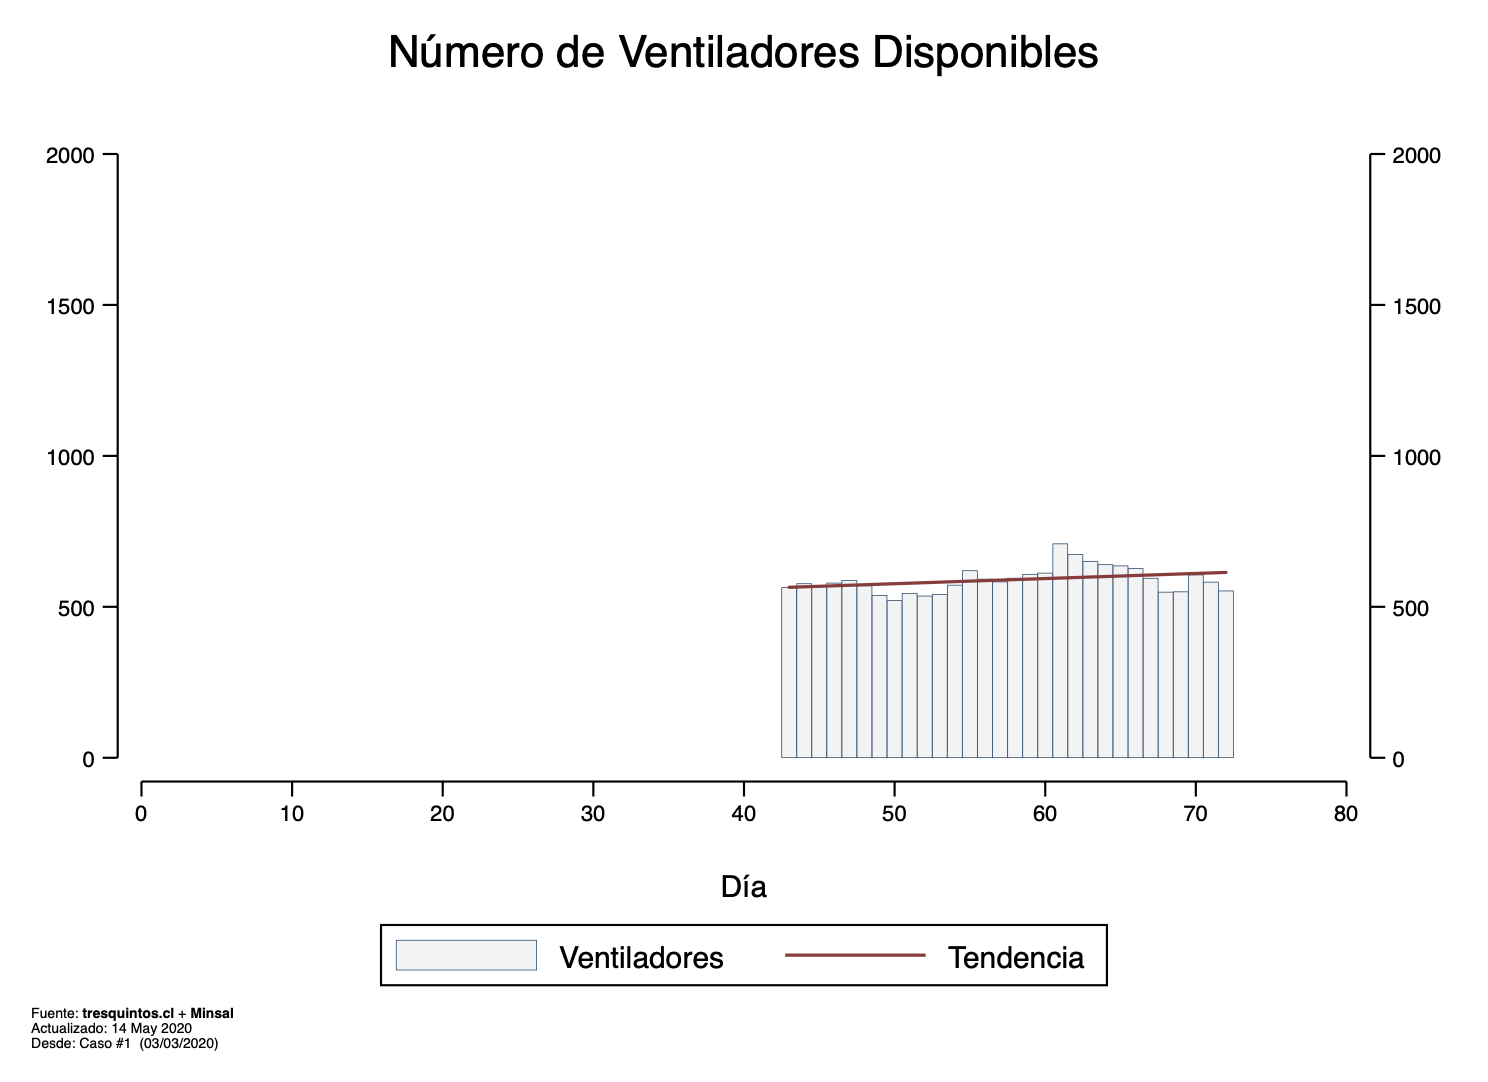 Número de Ventiladores Disponibles
2000
1500
1000
500
0
2000
1500
1000
500
0
0 10 20 30 40 50 60 70 80
Día
Ventiladores Tendencia
Fuente: tresquintos.cl + Minsal
Actualizado: 14 May 2020
Desde: Caso #1 (03/03/2020)